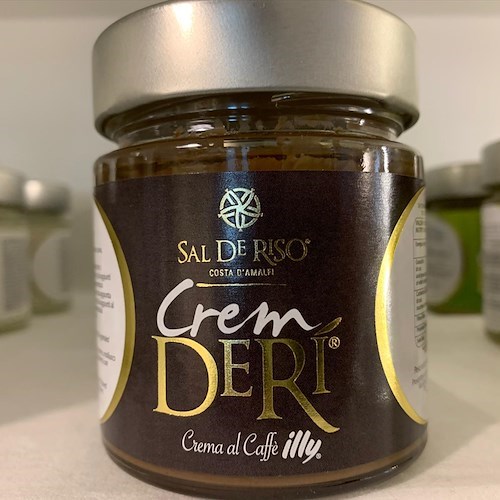 SAL DE RISO®
COSTA D'AMALFI
Crem
DERÍ®
Crema al Caffè illy®